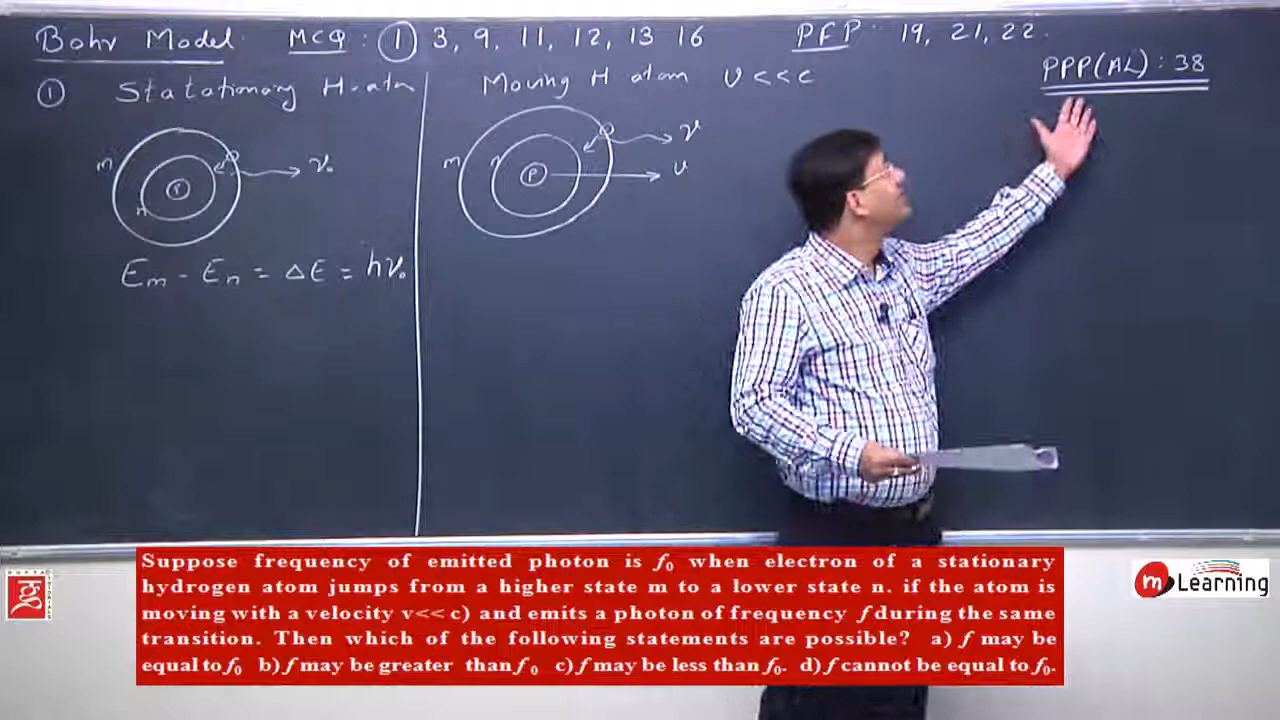 Bohr Model. MCQ : 1 3, 9, 11, 12, 13 16 PFP : 19, 21, 22.
PPP(AL) : 38
1 Statationary H-atm Moving H atom v << c
m n P ν₀
m n P ν
v
Em - En = ΔE = hν₀
Suppose frequency of emitted photon is f₀ when electron of a stationary
hydrogen atom jumps from a higher state m to a lower state n. if the atom is
moving with a velocity v<< c) and emits a photon of frequency f during the same
transition. Then which of the following statements are possible? a) f may be
equal to f₀ b) f may be greater than f₀ c) f may be less than f₀. d) f cannot be equal to f₀.
m Learning